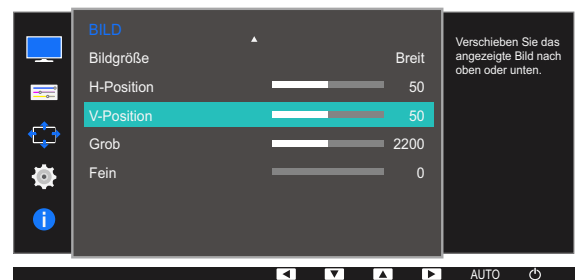 BILD
Bildgröße Breit
H-Position 50
V-Position 50
Grob 2200
Fein 0
Verschieben Sie das
angezeigte Bild nach
oben oder unten.
AUTO